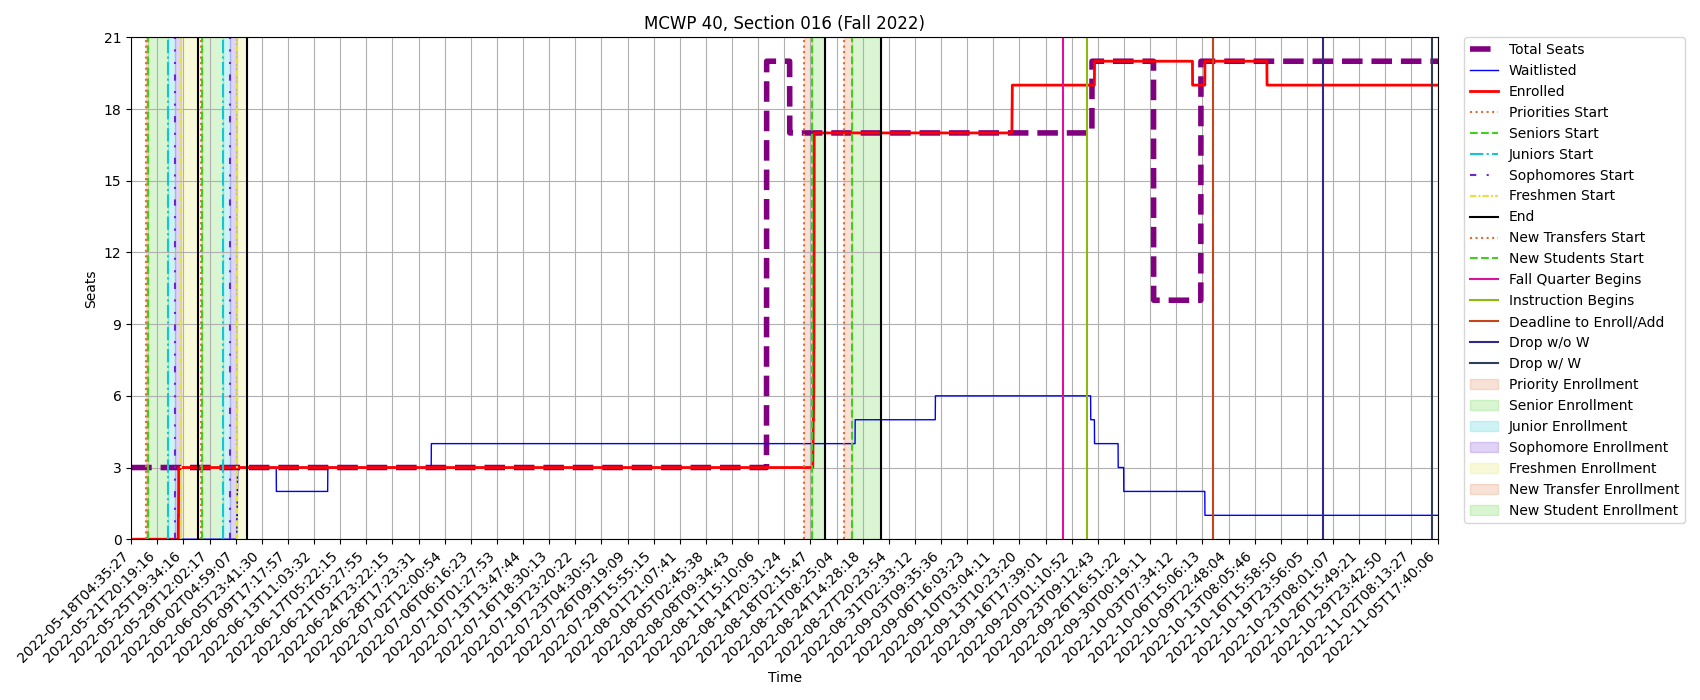 MCWP 40, Section 016 (Fall 2022)
21
18
15
12
9
6
3
0
Seats
2022-05-18T04:35:27
2022-05-21T20:19:16
2022-05-25T19:34:16
2022-05-29T12:02:17
2022-06-02T04:59:07
2022-06-05T23:41:30
2022-06-09T17:17:57
2022-06-13T11:03:32
2022-06-17T05:22:15
2022-06-21T05:27:55
2022-06-24T23:22:15
2022-06-28T17:23:31
2022-07-02T12:00:54
2022-07-06T06:16:23
2022-07-10T01:27:53
2022-07-13T13:47:44
2022-07-16T18:30:13
2022-07-19T23:20:22
2022-07-23T04:30:52
2022-07-26T09:19:09
2022-07-29T15:55:15
2022-08-01T21:07:41
2022-08-05T02:45:38
2022-08-08T09:34:43
2022-08-11T15:10:06
2022-08-14T20:31:24
2022-08-18T02:15:47
2022-08-21T08:25:04
2022-08-24T14:28:18
2022-08-27T20:23:54
2022-08-31T02:33:12
2022-09-03T09:35:36
2022-09-06T16:03:23
2022-09-10T03:04:11
2022-09-13T10:23:20
2022-09-16T17:39:01
2022-09-20T01:10:52
2022-09-23T09:12:43
2022-09-26T16:51:22
2022-09-30T00:19:11
2022-10-03T07:34:12
2022-10-06T15:06:13
2022-10-09T22:48:04
2022-10-13T08:05:46
2022-10-16T15:58:50
2022-10-19T23:56:05
2022-10-23T08:01:07
2022-10-26T15:49:21
2022-10-29T23:42:50
2022-11-02T08:13:27
2022-11-05T17:40:06
Time
Total Seats
Waitlisted
Enrolled
Priorities Start
Seniors Start
Juniors Start
Sophomores Start
Freshmen Start
End
New Transfers Start
New Students Start
Fall Quarter Begins
Instruction Begins
Deadline to Enroll/Add
Drop w/o W
Drop w/ W
Priority Enrollment
Senior Enrollment
Junior Enrollment
Sophomore Enrollment
Freshmen Enrollment
New Transfer Enrollment
New Student Enrollment